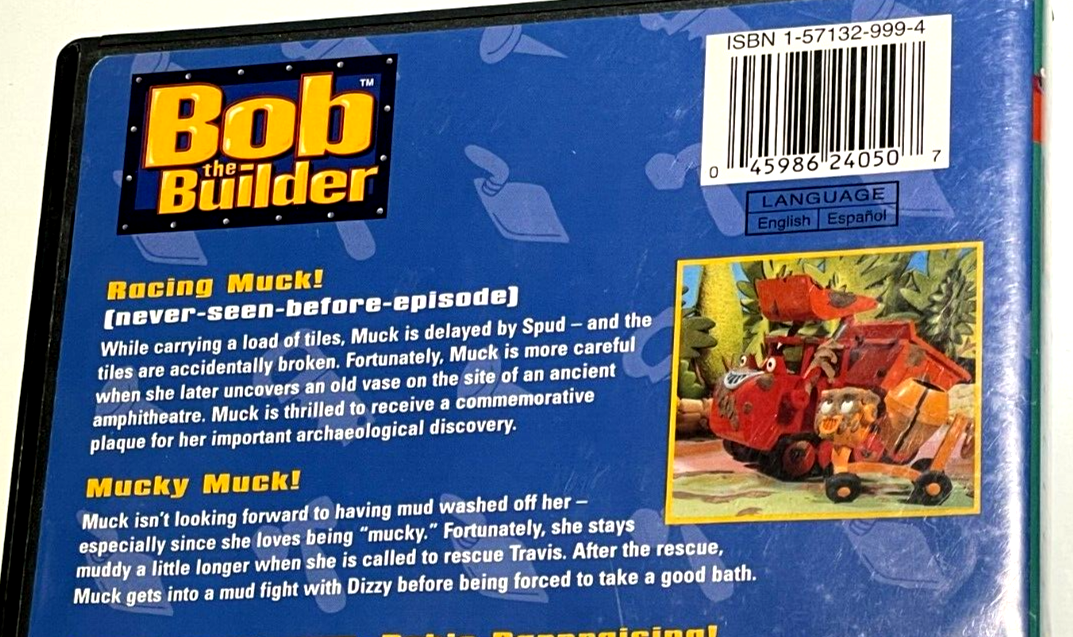 Bob
™
the
Builder
ISBN 1-57132-999-4
0 45986 24050 7
LANGUAGE
English Español
Racing Muck!
(never-seen-before-episode)
While carrying a load of tiles, Muck is delayed by Spud – and the
tiles are accidentally broken. Fortunately, Muck is more careful
when she later uncovers an old vase on the site of an ancient
amphitheatre. Muck is thrilled to receive a commemorative
plaque for her important archaeological discovery.
Mucky Muck!
Muck isn't looking forward to having mud washed off her –
especially since she loves being "mucky." Fortunately, she stays
muddy a little longer when she is called to rescue Travis. After the rescue,
Muck gets into a mud fight with Dizzy before being forced to take a good bath.